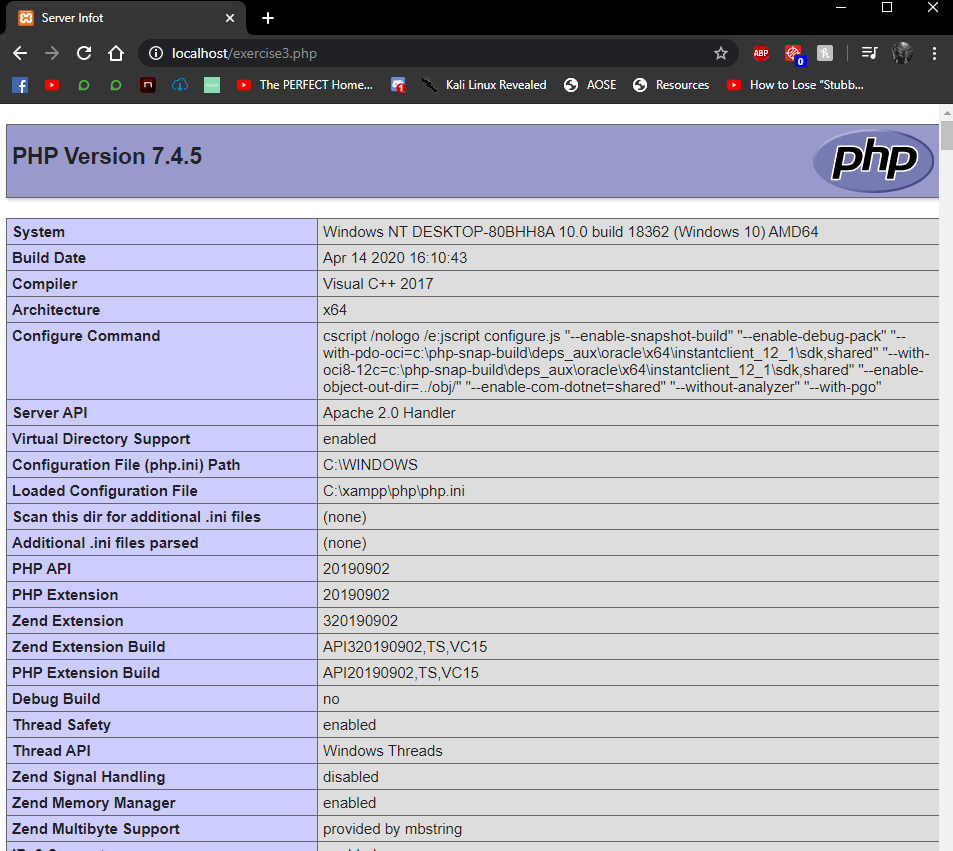 Server Infot
localhost/exercise3.php
ABP
0
The PERFECT Home...
1
Kali Linux Revealed
AOSE
Resources
How to Lose “Stubb...
PHP Version 7.4.5
php
System Windows NT DESKTOP-80BHH8A 10.0 build 18362 (Windows 10) AMD64
Build Date Apr 14 2020 16:10:43
Compiler Visual C++ 2017
Architecture x64
Configure Command cscript /nologo /e:jscript configure.js "--enable-snapshot-build" "--enable-debug-pack" "--
with-pdo-oci=c:\php-snap-build\deps_aux\oracle\x64\instantclient_12_1\sdk,shared" "--with-
oci8-12c=c:\php-snap-build\deps_aux\oracle\x64\instantclient_12_1\sdk,shared" "--enable-
object-out-dir=../obj/" "--enable-com-dotnet=shared" "--without-analyzer" "--with-pgo"
Server API Apache 2.0 Handler
Virtual Directory Support enabled
Configuration File (php.ini) Path C:\WINDOWS
Loaded Configuration File C:\xampp\php\php.ini
Scan this dir for additional .ini files (none)
Additional .ini files parsed (none)
PHP API 20190902
PHP Extension 20190902
Zend Extension 320190902
Zend Extension Build API320190902,TS,VC15
PHP Extension Build API20190902,TS,VC15
Debug Build no
Thread Safety enabled
Thread API Windows Threads
Zend Signal Handling disabled
Zend Memory Manager enabled
Zend Multibyte Support provided by mbstring